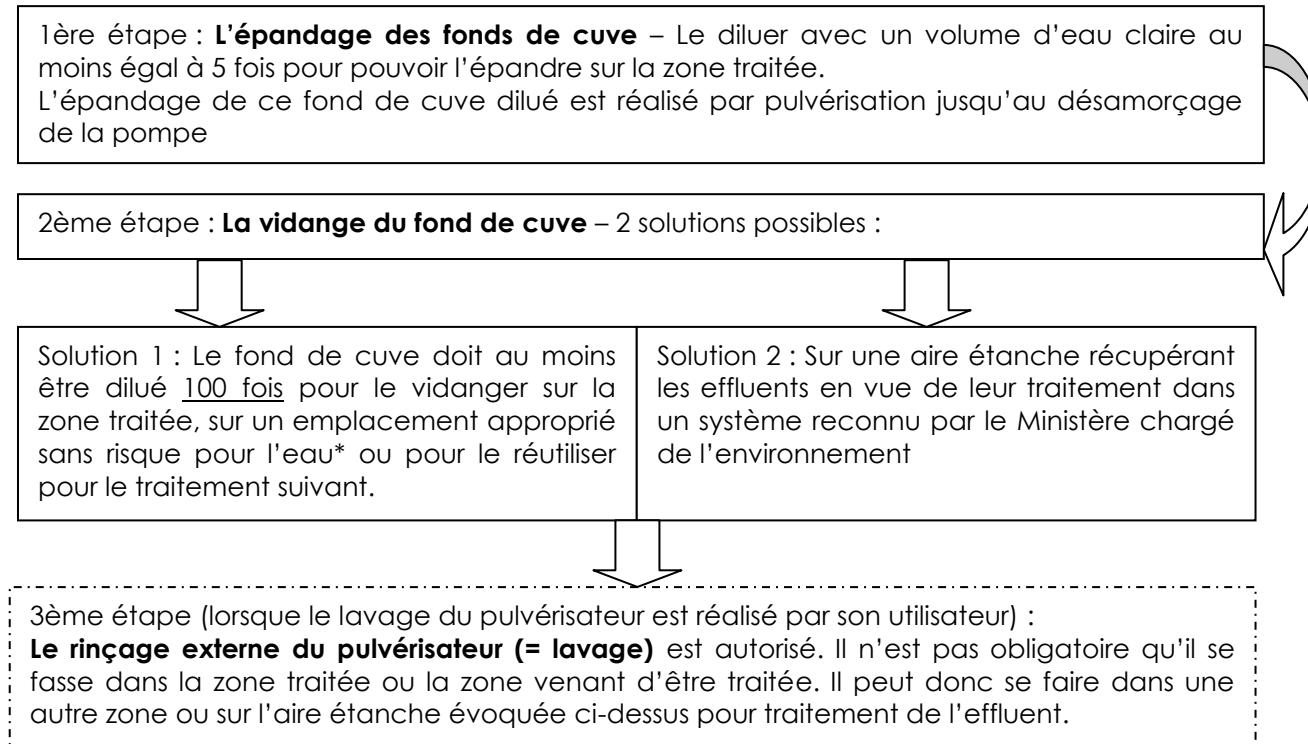 1ère étape : L’épandage des fonds de cuve – Le diluer avec un volume d’eau claire au
moins égal à 5 fois pour pouvoir l’épandre sur la zone traitée.
L’épandage de ce fond de cuve dilué est réalisé par pulvérisation jusqu’au désamorçage
de la pompe
2ème étape : La vidange du fond de cuve – 2 solutions possibles :
Solution 1 : Le fond de cuve doit au moins
être dilué 100 fois pour le vidanger sur la
zone traitée, sur un emplacement approprié
sans risque pour l’eau* ou pour le réutiliser
pour le traitement suivant.
Solution 2 : Sur une aire étanche récupérant
les effluents en vue de leur traitement dans
un système reconnu par le Ministère chargé
de l’environnement
3ème étape (lorsque le lavage du pulvérisateur est réalisé par son utilisateur) :
Le rinçage externe du pulvérisateur (= lavage) est autorisé. Il n’est pas obligatoire qu’il se
fasse dans la zone traitée ou la zone venant d’être traitée. Il peut donc se faire dans une
autre zone ou sur l’aire étanche évoquée ci-dessus pour traitement de l’effluent.